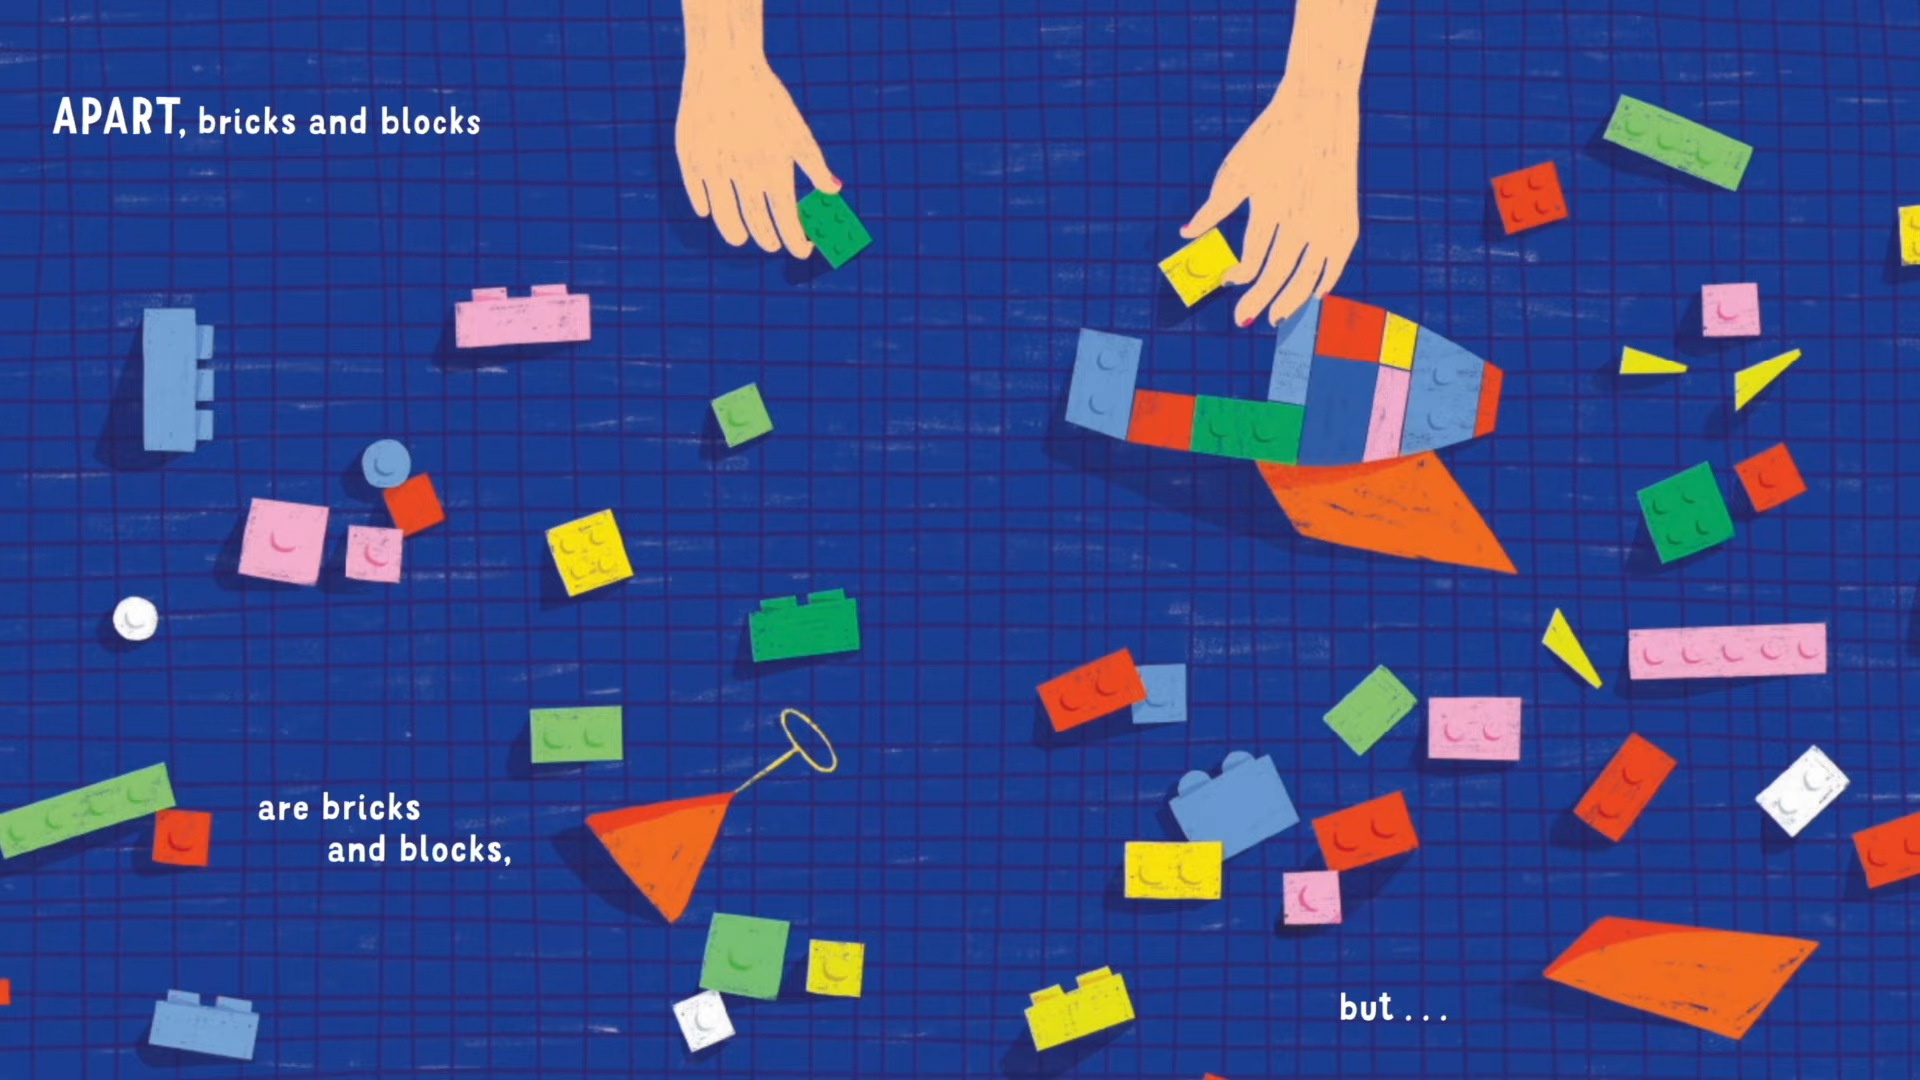 APART, bricks and blocks
are bricks
and blocks,
but . . .